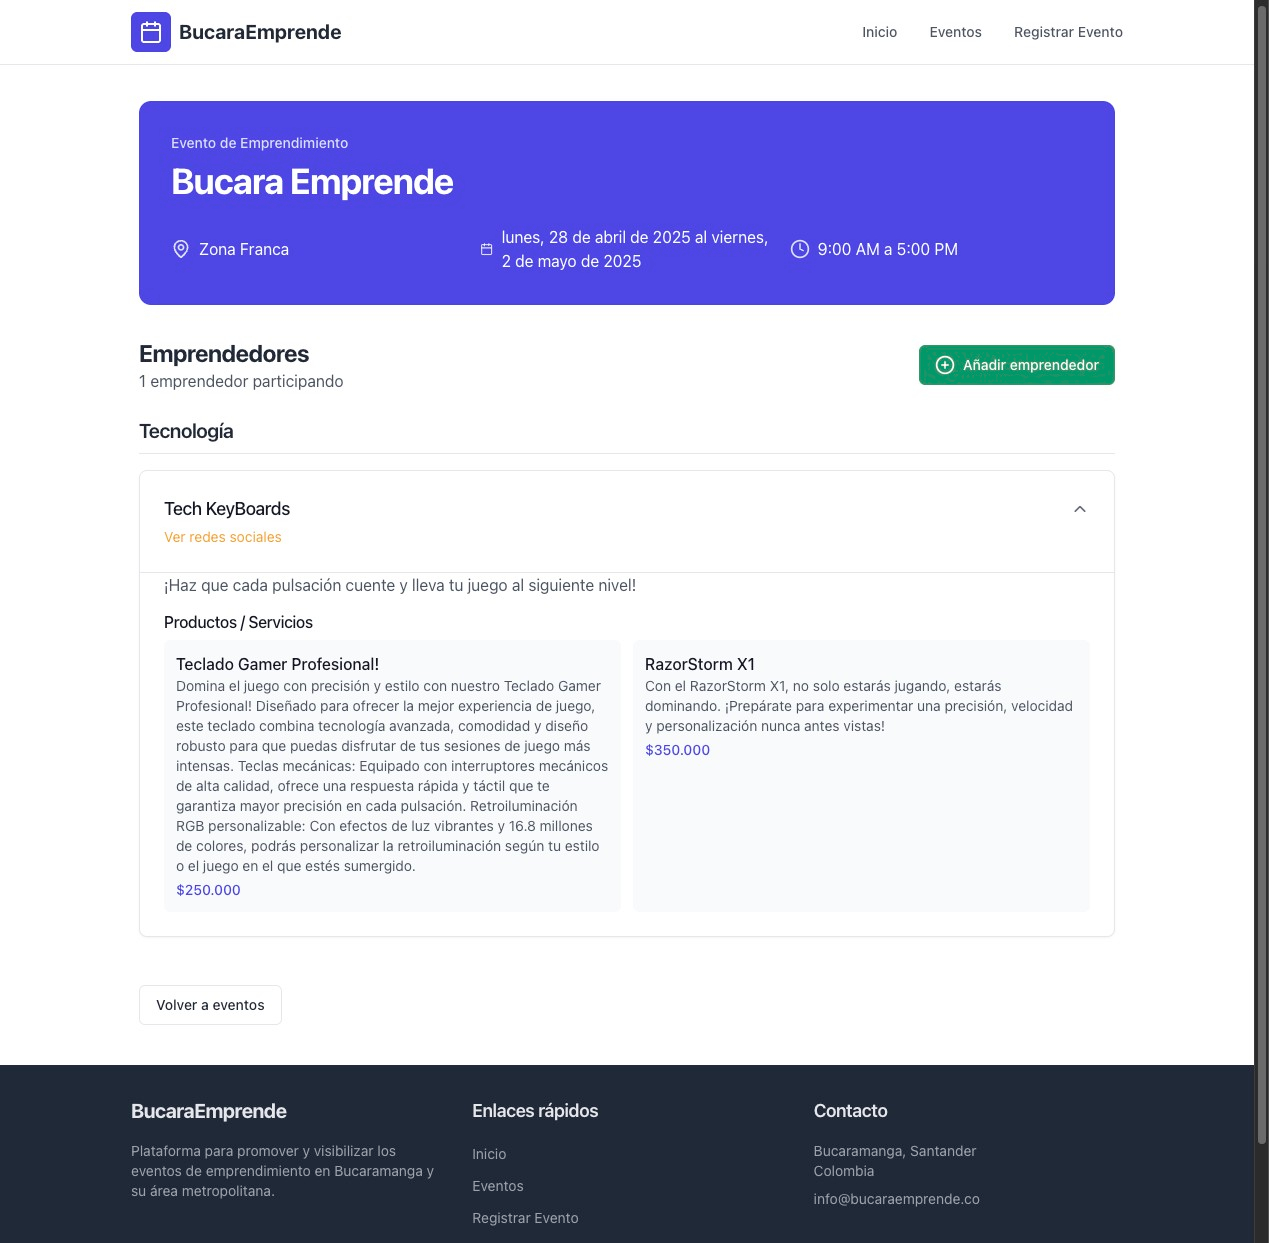 BucaraEmprende
Inicio
Eventos
Registrar Evento
Evento de Emprendimiento
Bucara Emprende
Zona Franca
lunes, 28 de abril de 2025 al viernes,
2 de mayo de 2025
9:00 AM a 5:00 PM
Emprendedores
1 emprendedor participando
Añadir emprendedor
Tecnología
Tech KeyBoards
Ver redes sociales
¡Haz que cada pulsación cuente y lleva tu juego al siguiente nivel!
Productos / Servicios
Teclado Gamer Profesional!
Domina el juego con precisión y estilo con nuestro Teclado Gamer
Profesional! Diseñado para ofrecer la mejor experiencia de juego,
este teclado combina tecnología avanzada, comodidad y diseño
robusto para que puedas disfrutar de tus sesiones de juego más
intensas. Teclas mecánicas: Equipado con interruptores mecánicos
de alta calidad, ofrece una respuesta rápida y táctil que te
garantiza mayor precisión en cada pulsación. Retroiluminación
RGB personalizable: Con efectos de luz vibrantes y 16.8 millones
de colores, podrás personalizar la retroiluminación según tu estilo
o el juego en el que estés sumergido.
$250.000
RazorStorm X1
Con el RazorStorm X1, no solo estarás jugando, estarás
dominando. ¡Prepárate para experimentar una precisión, velocidad
y personalización nunca antes vistas!
$350.000
Volver a eventos
BucaraEmprende
Plataforma para promover y visibilizar los
eventos de emprendimiento en Bucaramanga y
su área metropolitana.
Enlaces rápidos
Inicio
Eventos
Registrar Evento
Contacto
Bucaramanga, Santander
Colombia
info@bucaraemprende.co